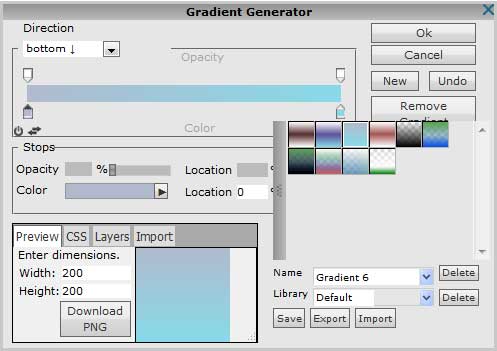 Gradient Generator
Direction
bottom ↓
Opacity
Color
Ok
Cancel
New
Undo
Remove
Stops
Opacity % Location %
Color Location 0
Preview CSS Layers Import
Enter dimensions.
Width: 200
Height: 200
Download
PNG
Name Gradient 6 Delete
Library Default Delete
Save Export Import